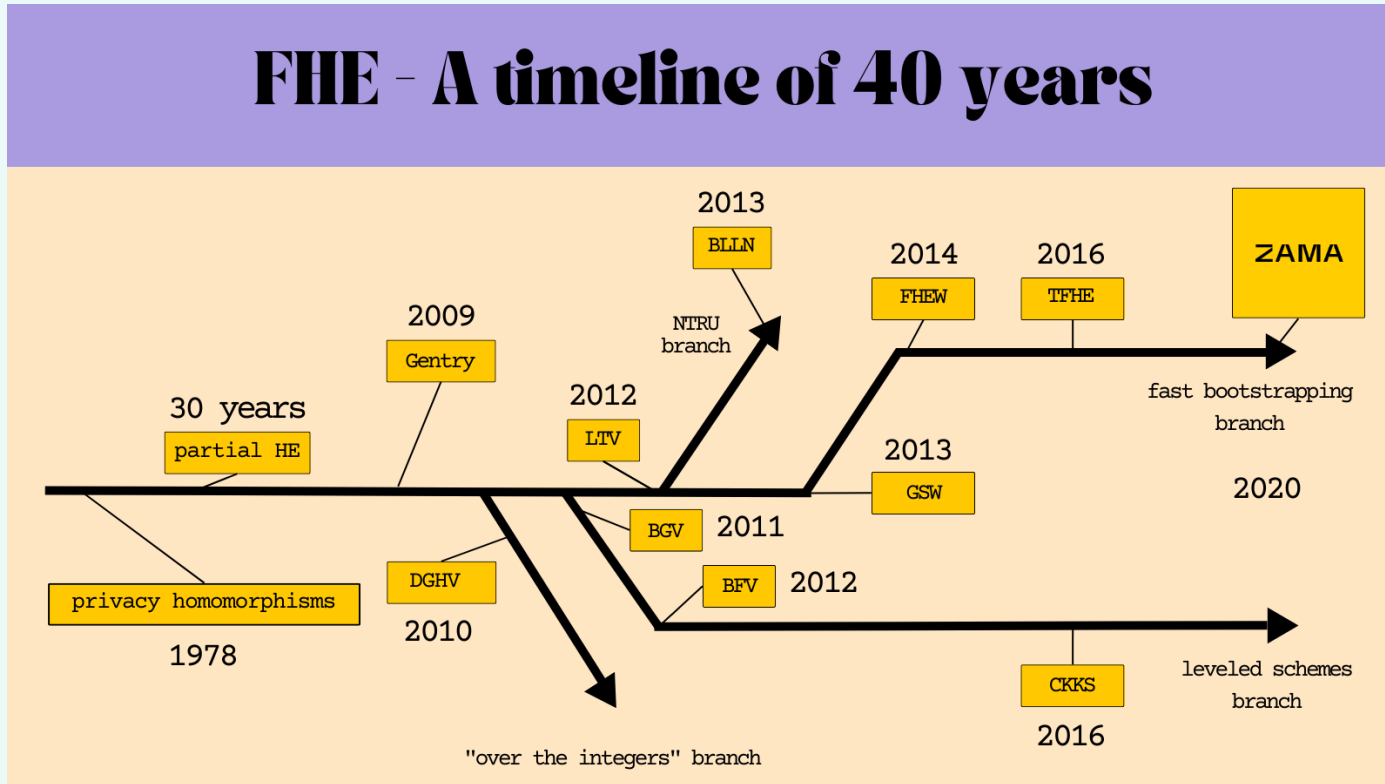 FHE - A timeline of 40 years
2013
BLLN
NTRU
branch
2014
FHEW
2016
TFHE
ZAMA
fast bootstrapping
branch
2020
2009
Gentry
30 years
partial HE
2012
LTV
2013
GSW
privacy homomorphisms
1978
DGHV
2010
BGV
2011
BFV
2012
"over the integers" branch
CKKS
2016
leveled schemes
branch